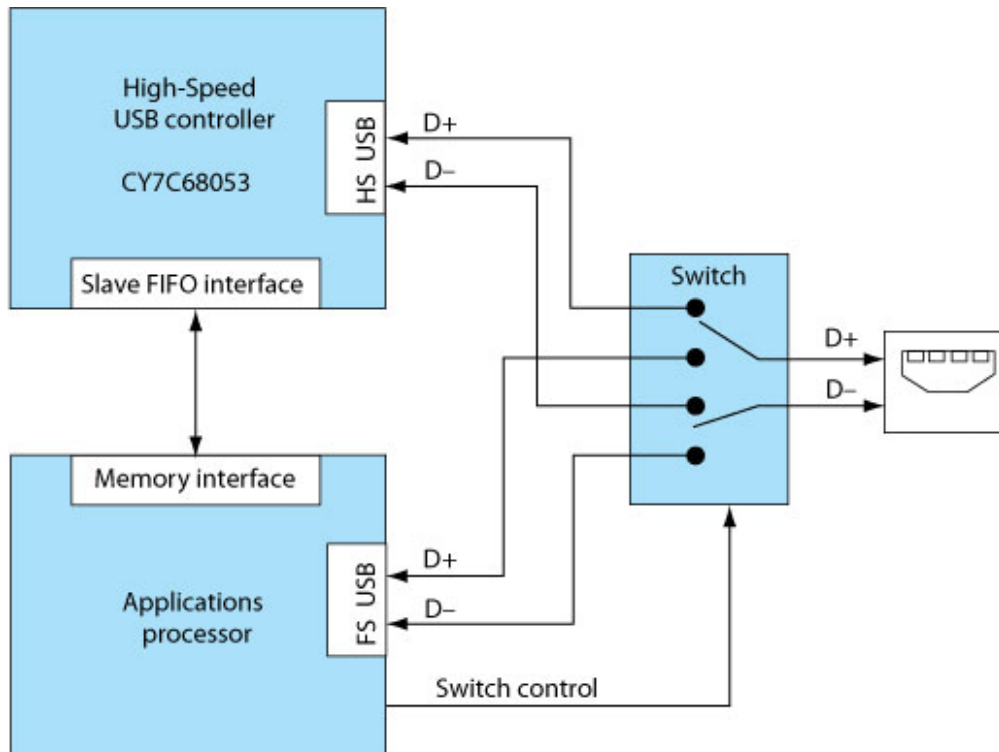 High-Speed
USB controller
CY7C68053
HS USB
D+
D−
Slave FIFO interface
Switch
D+
D−
Memory interface
Applications
processor
FS USB
D+
D−
Switch control